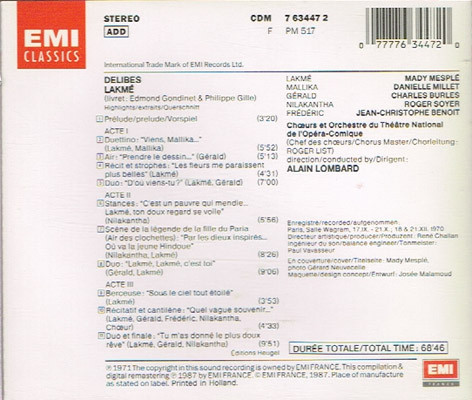 EMI
CLASSICS
STEREO
ADD
CDM 7 63447 2
F PM 517
0 77776 34472 0
International Trade Mark of EMI Records Ltd.
DELIBES
LAKMÉ
(livret: Edmond Gondinet & Philippe Gille)
Highlights/extraits/Querschnitt
Prélude/prelude/Vorspiel (3'20)
ACTE I
Duettino: "Viens, Mallika..."
(Lakmé, Mallika) (5'52)
Air: "Prendre le dessin..." (Gérald) (5'13)
Récit et strophes: "Les fleurs me paraissent
plus belles" (Lakmé) (4'31)
Duo: "D'où viens-tu?" (Lakmé, Gérald) (7'00)
ACTE II
Stances: "C'est un pauvre qui mendie...
Lakmé, ton doux regard se voile"
(Nilakantha) (5'56)
Scène de la légende de la fille du Paria
(Air des clochettes): "Par les dieux inspirés...
Où va la jeune Hindoue"
(Nilakantha, Lakmé) (9'26)
Duo: "Lakmé, Lakmé, c'est toi"
(Gérald, Lakmé) (9'06)
ACTE III
Berceuse: "Sous le ciel tout étoilé"
(Lakmé) (3'53)
Récitatif et cantilène: "Quel vague souvenir..."
(Lakmé, Gérald, Frédéric, Nilakantha,
Chœur) (4'33)
Duo et finale: "Tu m'as donné le plus doux
rêve" (Lakmé, Gérald, Nilakantha) (9'51)
Editions Heugel
LAKMÉ MADY MESPLÉ
MALLIKA DANIELLE MILLET
GÉRALD CHARLES BURLES
NILAKANTHA ROGER SOYER
FRÉDÉRIC JEAN-CHRISTOPHE BENOIT
Chœurs et Orchestre du Théâtre National
de l'Opéra-Comique
(Chef des chœurs/Chorus Master/Chorleitung:
ROGER LIST)
direction/conducted by/Dirigent:
ALAIN LOMBARD
Enregistré/recorded/aufgenommen:
Paris, Salle Wagram, 17.IX. - 21.X.; 18 & 21.XII. 1970
Directeur artistique/producer/Produzent: René Challan
Ingénieur du son/balance engineer/Tonmeister:
Paul Vavasseur
En couverture/cover/Titelseite: Mady Mesplé,
photo Gérard Neuvecelle
Maquette/design concept/Entwurf: Josée Malamoud
DURÉE TOTALE/TOTAL TIME: 68'46
℗ 1971 The copyright in this sound recording is owned by EMI FRANCE. This compilation &
digital remastering ℗ 1987 by EMI FRANCE. © EMI FRANCE, 1987. Place of manufacture
as stated on label. Printed in Holland.
EMI
FRANCE